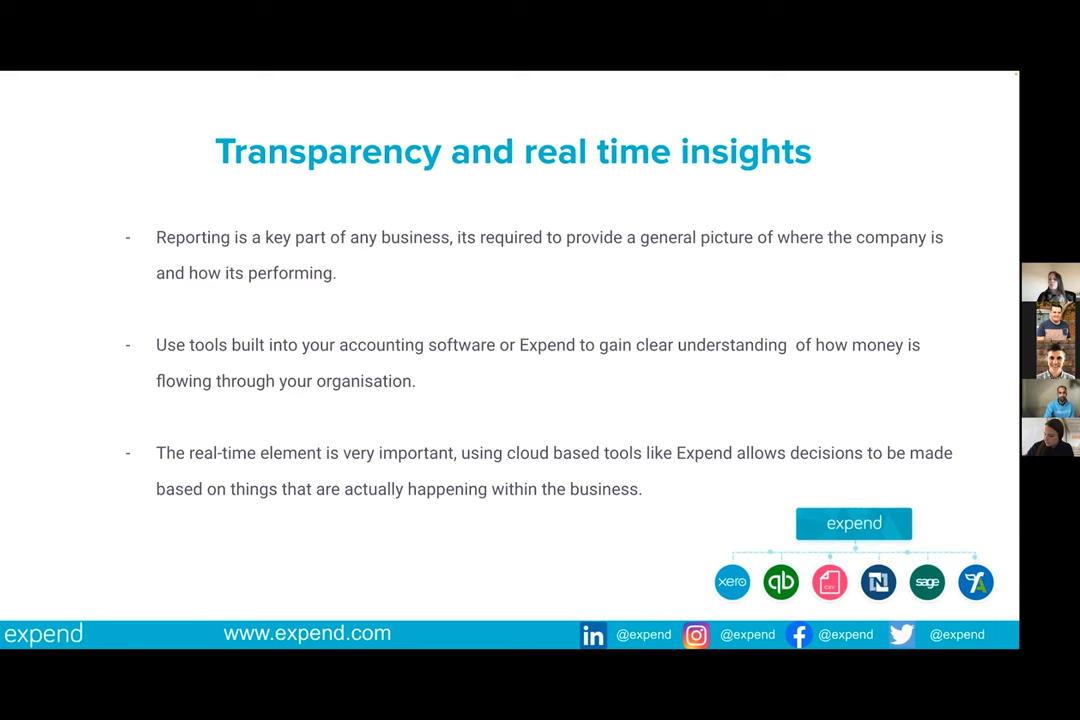 Transparency and real time insights
- Reporting is a key part of any business, its required to provide a general picture of where the company is
and how its performing.
- Use tools built into your accounting software or Expend to gain clear understanding  of how money is
flowing through your organisation.
- The real-time element is very important, using cloud based tools like Expend allows decisions to be made
based on things that are actually happening within the business.
expend
xero qb CSV N sage
expend www.expend.com in @expend @expend f @expend @expend